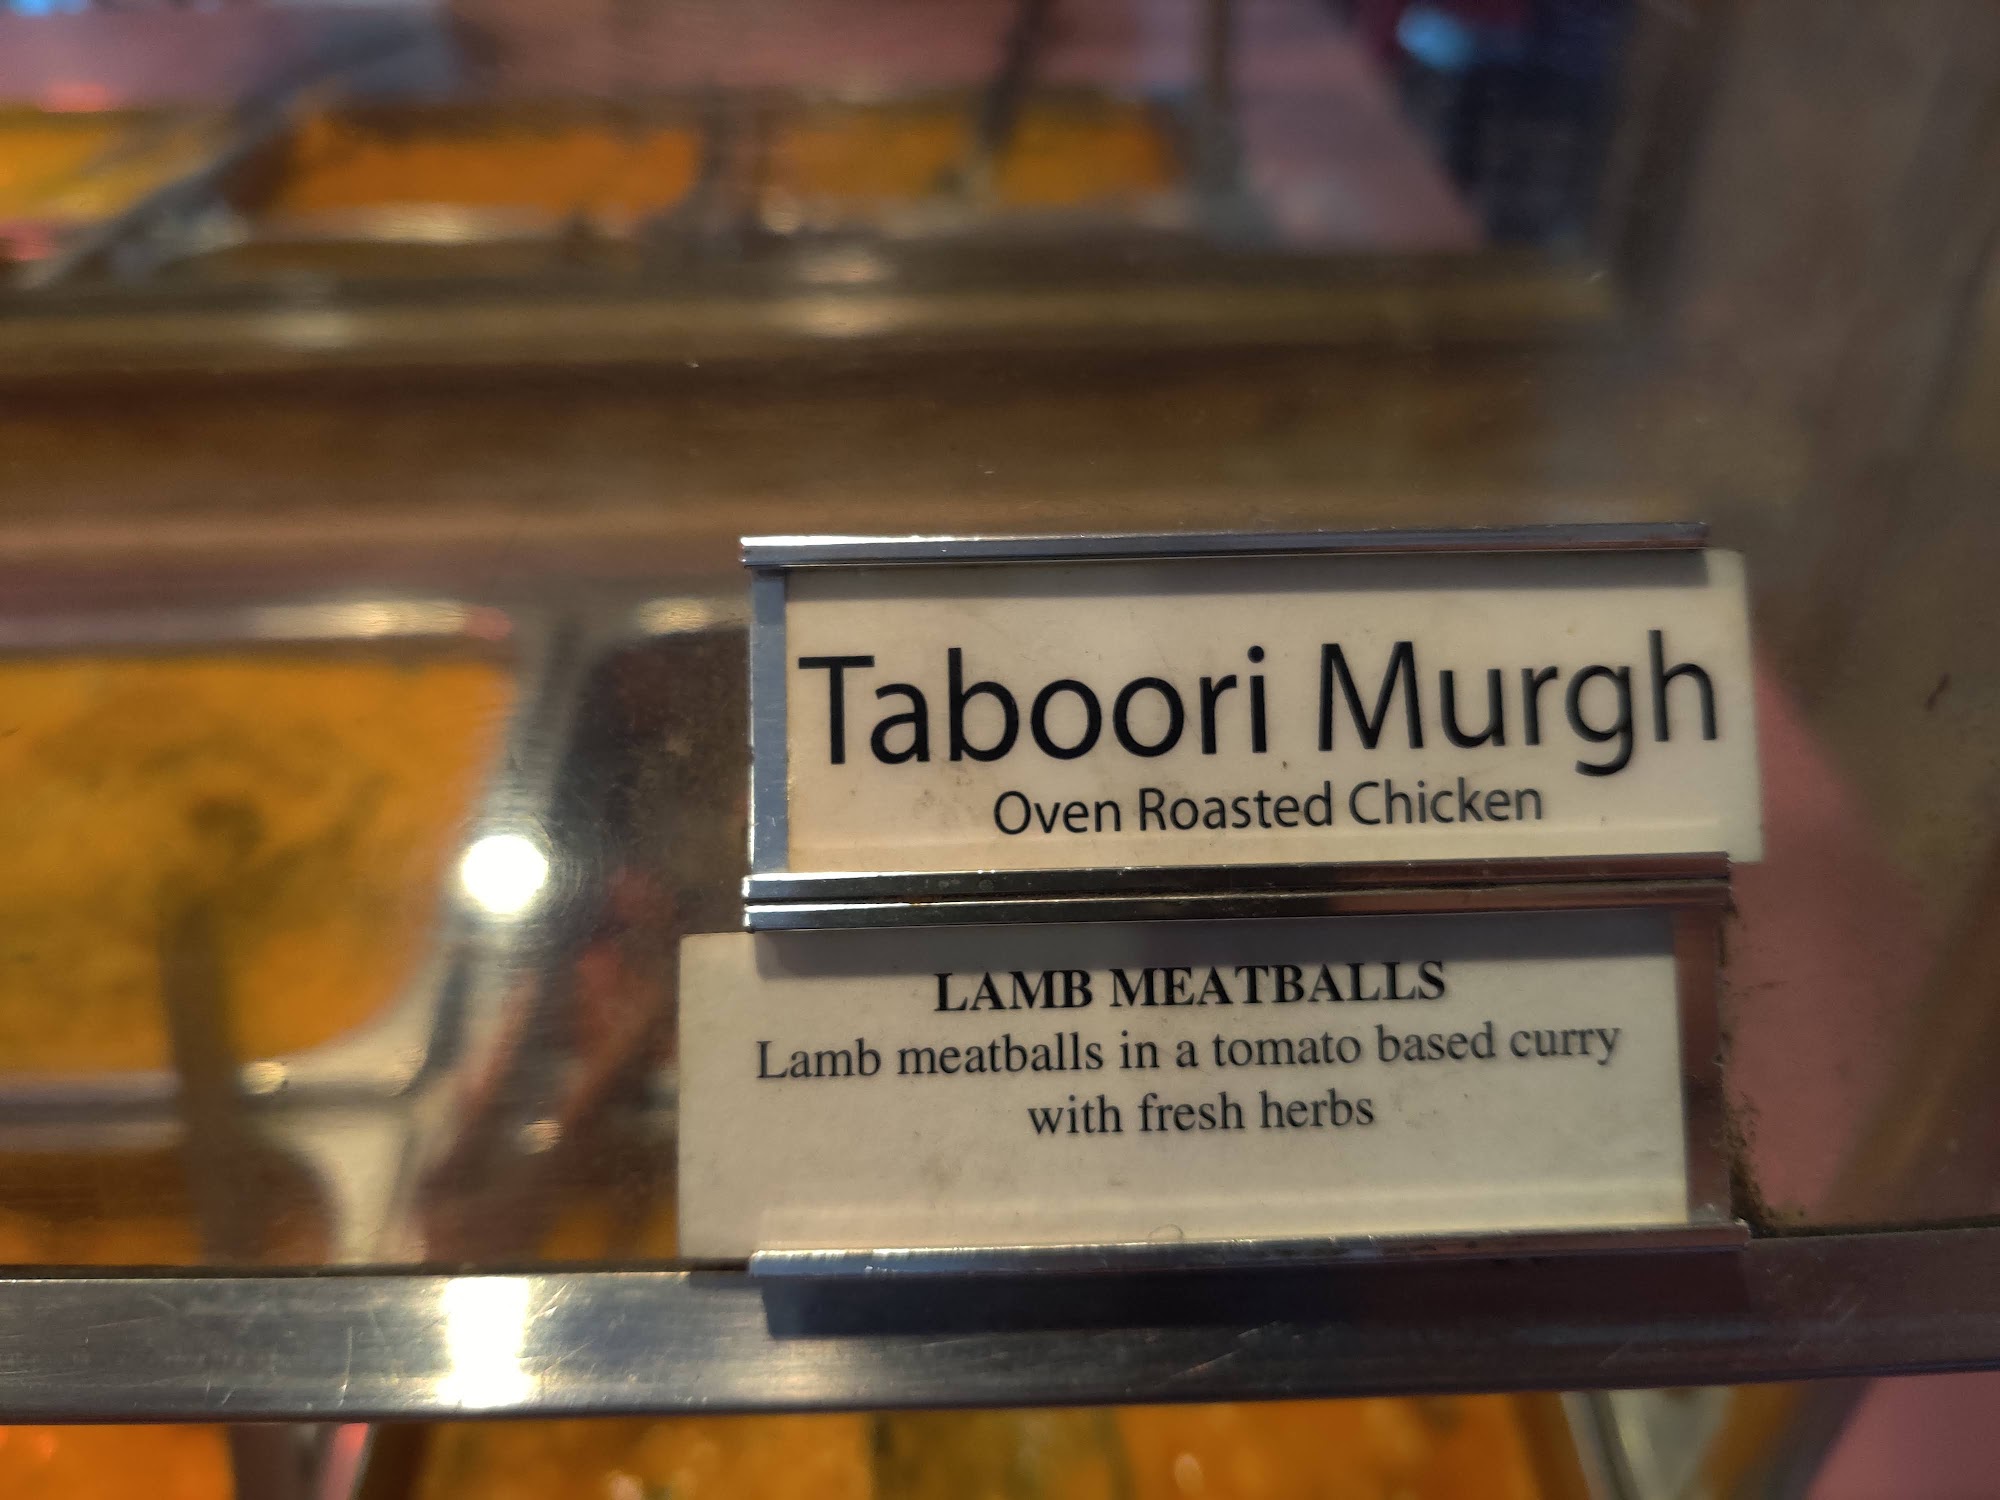 Taboori Murgh
Oven Roasted Chicken
LAMB MEATBALLS
Lamb meatballs in a tomato based curry
with fresh herbs